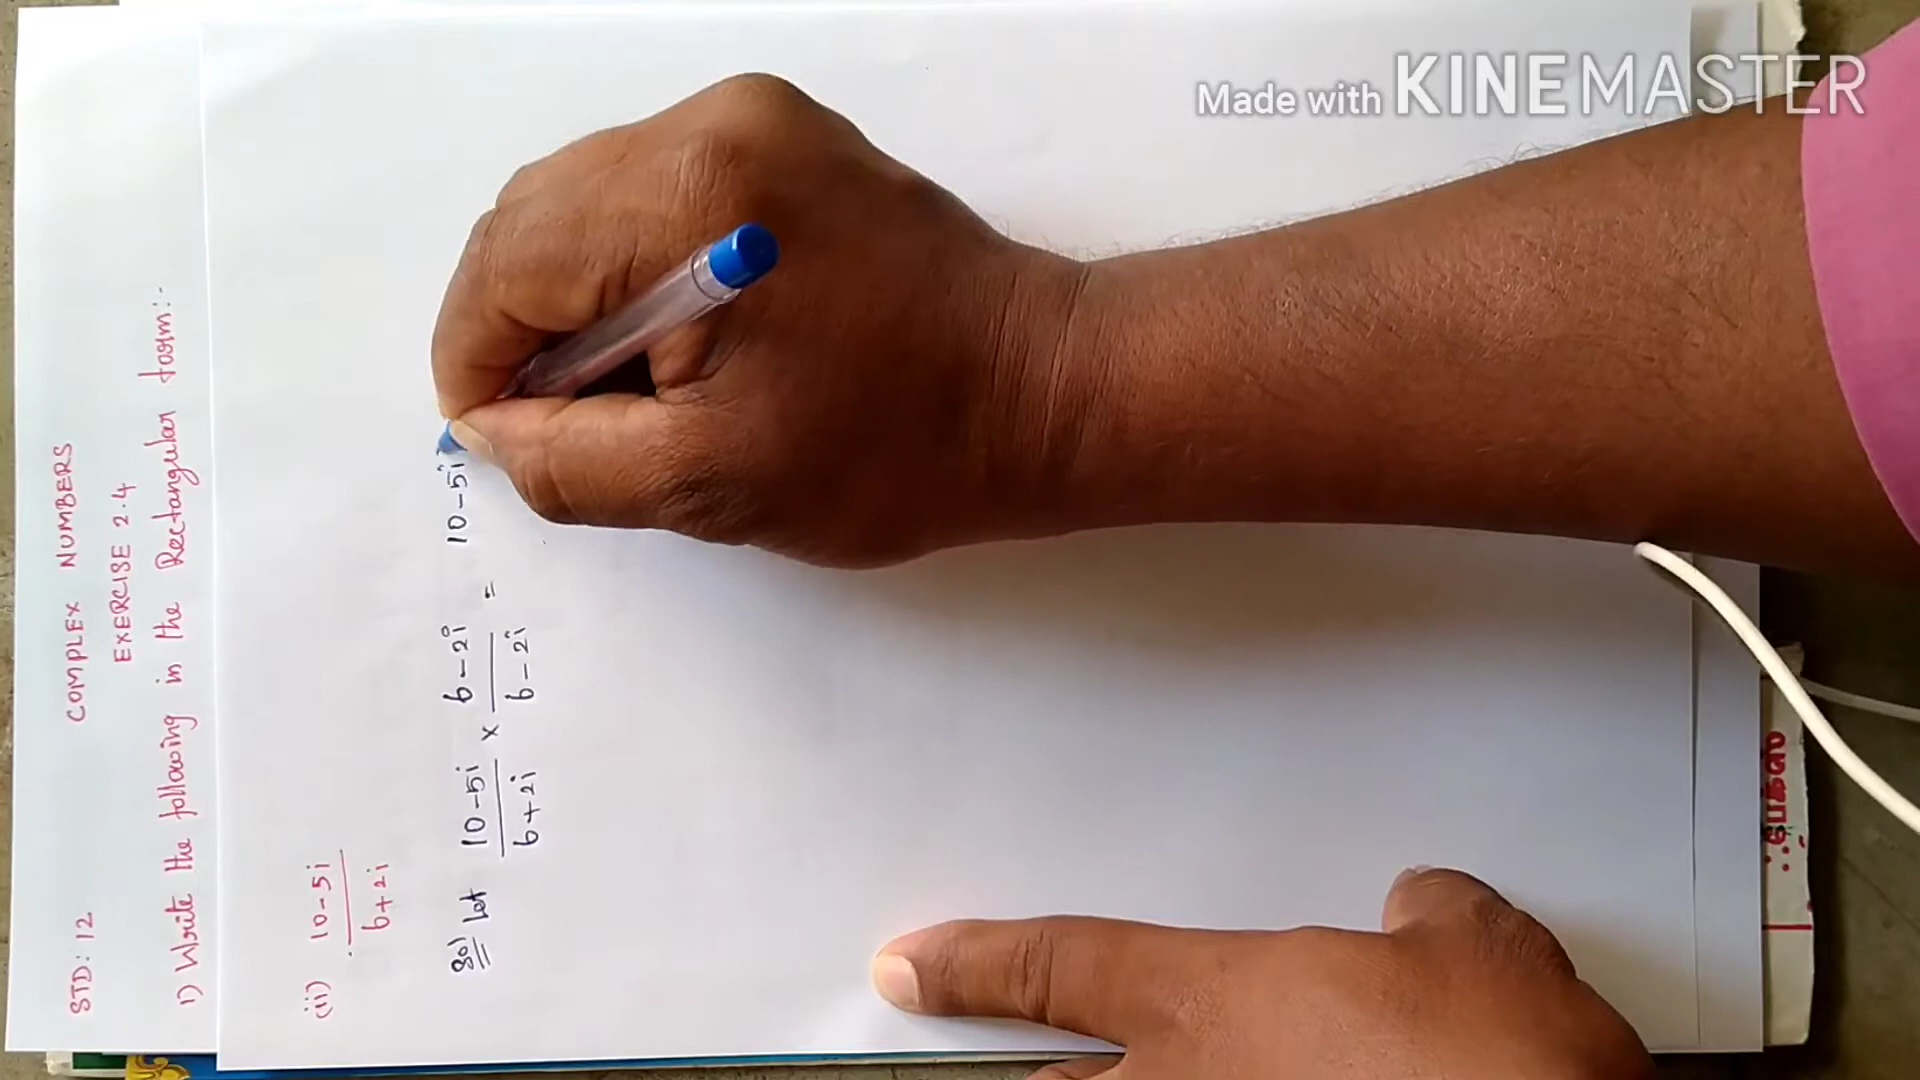 Made with KINEMASTER
STD: 12 COMPLEX NUMBERS
EXERCISE 2.4
1) Write the following in the Rectangular form:-
(ii) 10-5i
6+2i
Sol Let 10-5i × 6-2i = 10-5i
6+2i 6-2i